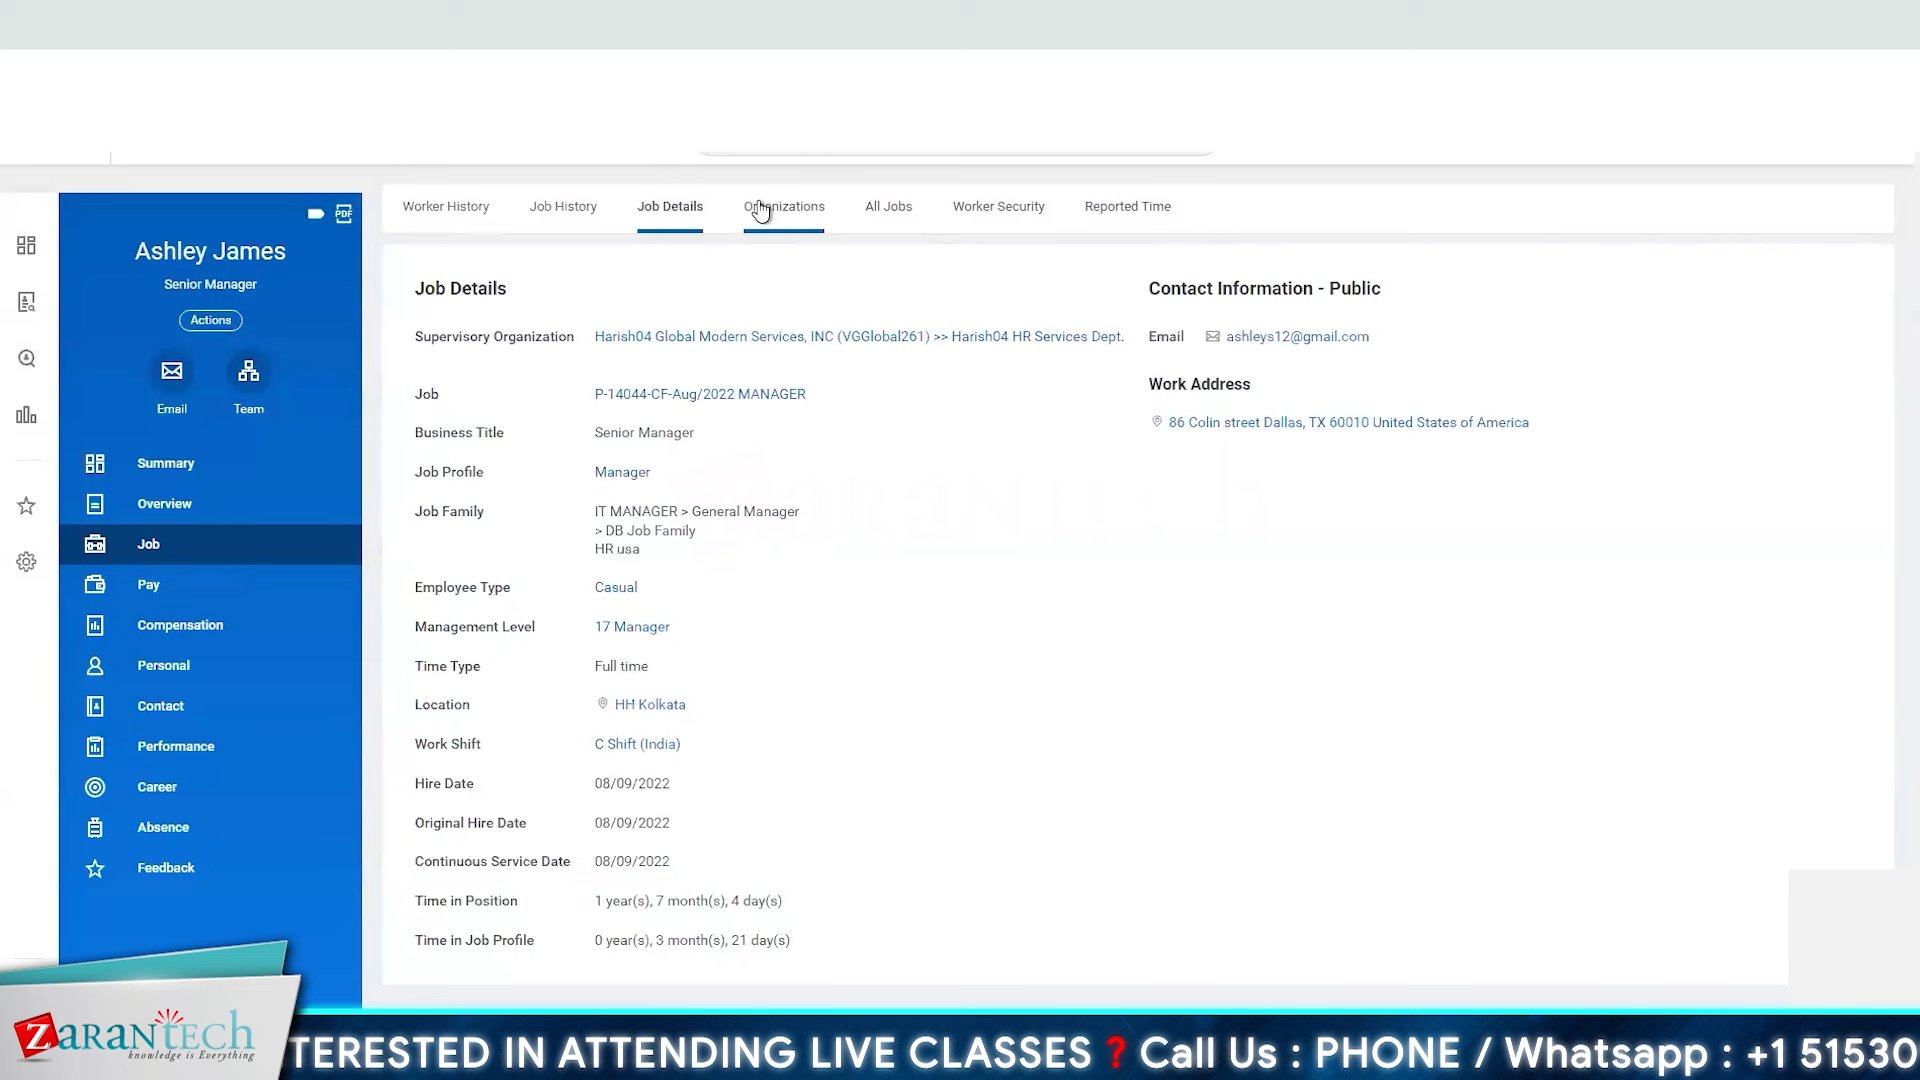 PDF
Ashley James
Senior Manager
Actions
Email
Team
Summary
Overview
Job
Pay
Compensation
Personal
Contact
Performance
Career
Absence
Feedback
Worker History
Job History
Job Details
Organizations
All Jobs
Worker Security
Reported Time
Job Details
Supervisory Organization Harish04 Global Modern Services, INC (VGGlobal261) >> Harish04 HR Services Dept.
Job P-14044-CF-Aug/2022 MANAGER
Business Title Senior Manager
Job Profile Manager
Job Family IT MANAGER > General Manager
> DB Job Family
HR usa
Employee Type Casual
Management Level 17 Manager
Time Type Full time
Location HH Kolkata
Work Shift C Shift (India)
Hire Date 08/09/2022
Original Hire Date 08/09/2022
Continuous Service Date 08/09/2022
Time in Position 1 year(s), 7 month(s), 4 day(s)
Time in Job Profile 0 year(s), 3 month(s), 21 day(s)
Contact Information - Public
Email ashleys12@gmail.com
Work Address
86 Colin street Dallas, TX 60010 United States of America
ZaranTech
knowledge is Everything
TERESTED IN ATTENDING LIVE CLASSES ❓ Call Us : PHONE / Whatsapp : +1 51530